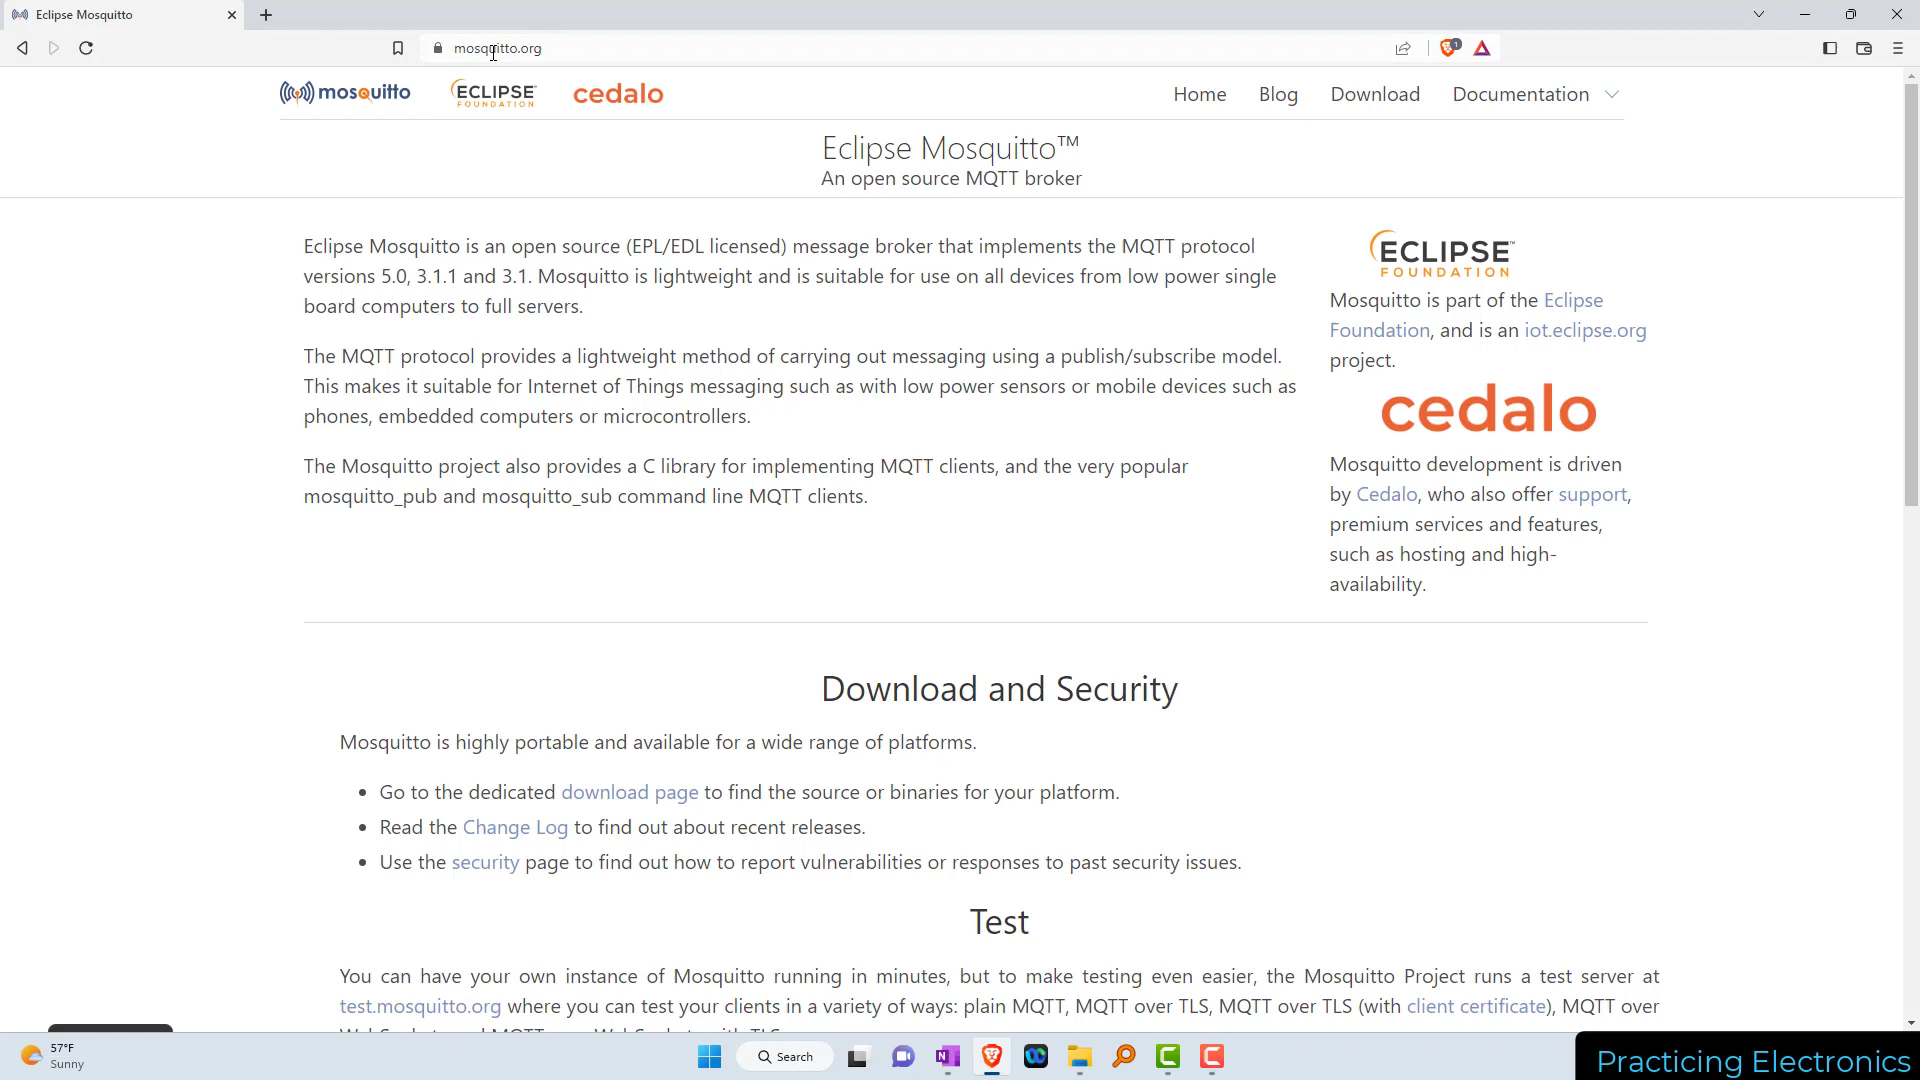 Eclipse Mosquitto
mosquitto.org
mosquitto
ECLIPSE FOUNDATION
cedalo
Home Blog Download Documentation
Eclipse Mosquitto™
An open source MQTT broker
Eclipse Mosquitto is an open source (EPL/EDL licensed) message broker that implements the MQTT protocol
versions 5.0, 3.1.1 and 3.1. Mosquitto is lightweight and is suitable for use on all devices from low power single
board computers to full servers.
The MQTT protocol provides a lightweight method of carrying out messaging using a publish/subscribe model.
This makes it suitable for Internet of Things messaging such as with low power sensors or mobile devices such as
phones, embedded computers or microcontrollers.
The Mosquitto project also provides a C library for implementing MQTT clients, and the very popular
mosquitto_pub and mosquitto_sub command line MQTT clients.
ECLIPSE™
FOUNDATION
Mosquitto is part of the Eclipse
Foundation, and is an iot.eclipse.org
project.
cedalo
Mosquitto development is driven
by Cedalo, who also offer support,
premium services and features,
such as hosting and high-
availability.
Download and Security
Mosquitto is highly portable and available for a wide range of platforms.
• Go to the dedicated download page to find the source or binaries for your platform.
• Read the Change Log to find out about recent releases.
• Use the security page to find out how to report vulnerabilities or responses to past security issues.
Test
You can have your own instance of Mosquitto running in minutes, but to make testing even easier, the Mosquitto Project runs a test server at
test.mosquitto.org where you can test your clients in a variety of ways: plain MQTT, MQTT over TLS, MQTT over TLS (with client certificate), MQTT over
57°F
Sunny
Search
Practicing Electronics